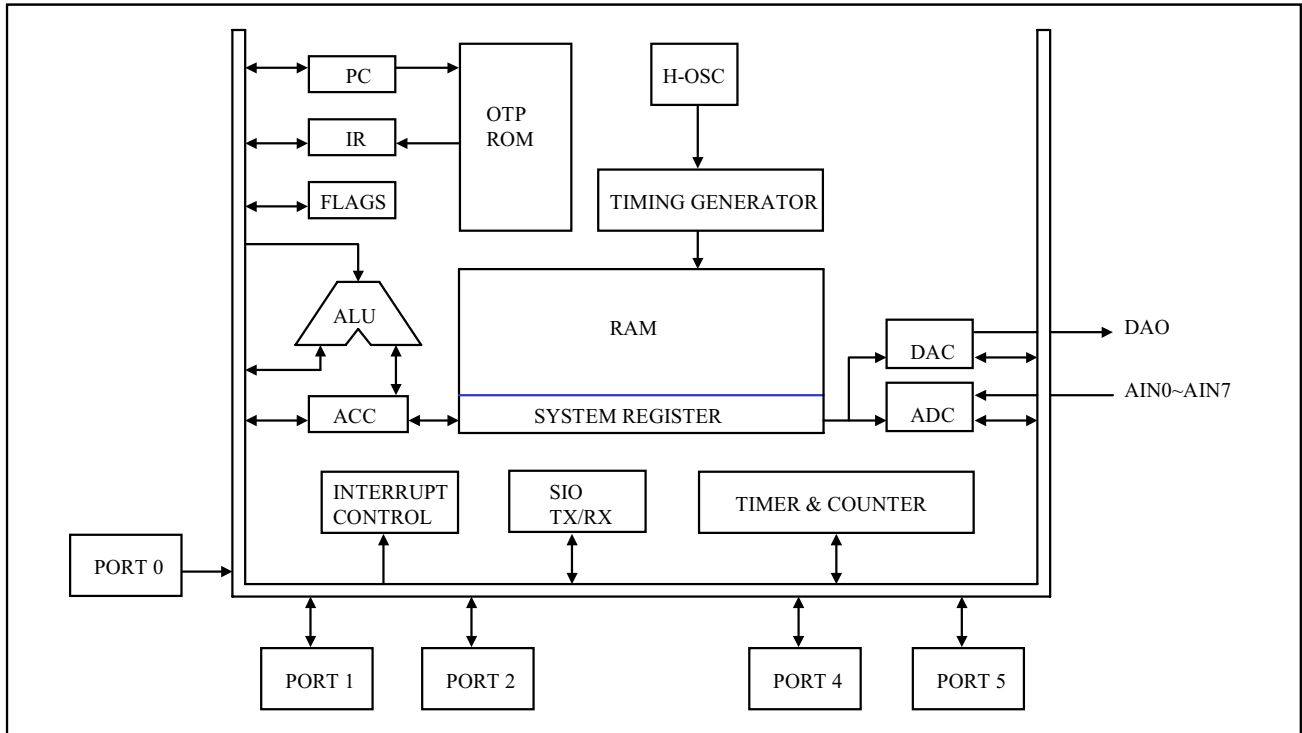 PC
OTP
ROM
H-OSC
IR
FLAGS
TIMING GENERATOR
ALU
RAM
DAC
DAO
ACC
SYSTEM REGISTER
ADC
AIN0~AIN7
INTERRUPT
CONTROL
SIO
TX/RX
TIMER & COUNTER
PORT 0
PORT 1
PORT 2
PORT 4
PORT 5